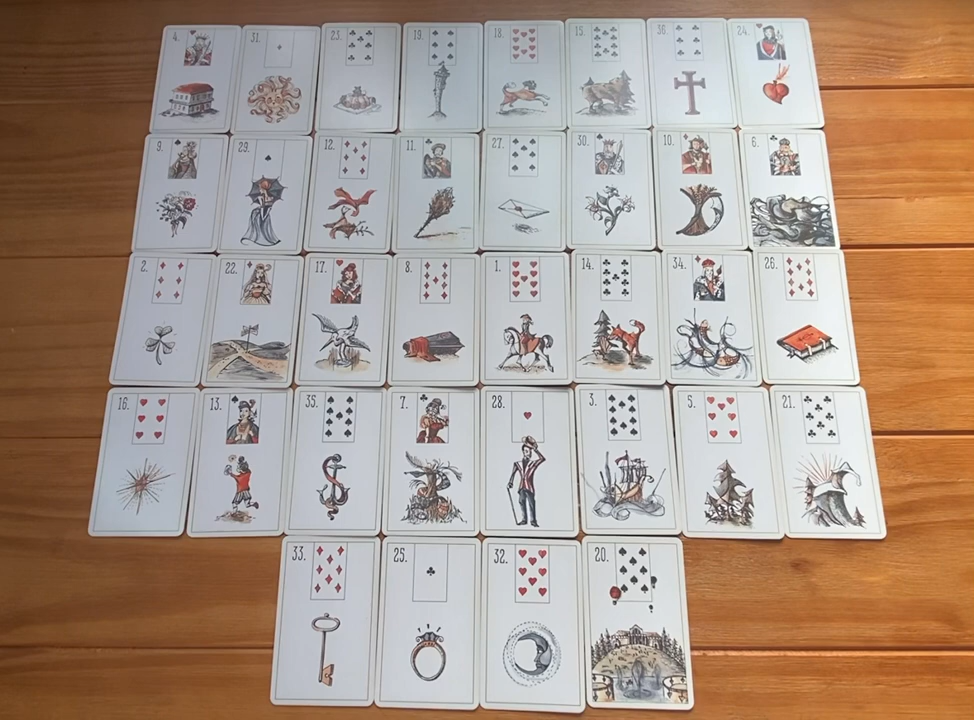 4. 31. 23. 19. 18. 15. 36. 24.
9. 29. 12. 11. 27. 30. 10. 6.
2. 22. 17. 8. 1. 14. 34. 26.
16. 13. 35. 7. 28. 3. 5. 21.
33. 25. 32. 20.